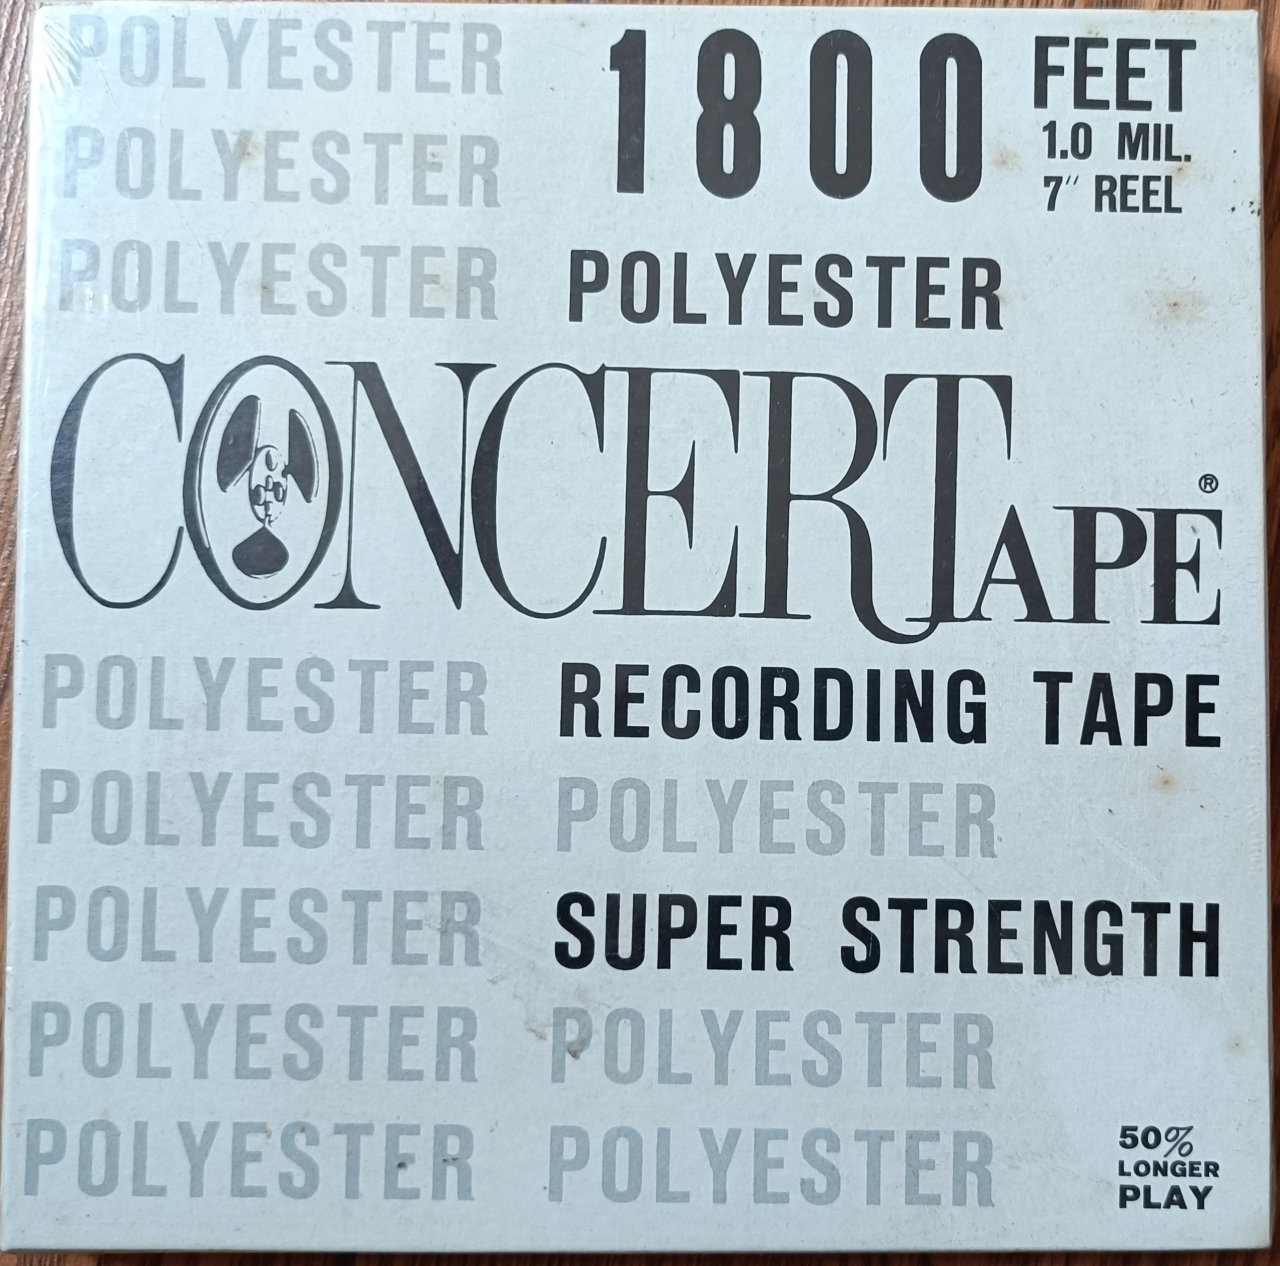 POLYESTER 1800 FEET
1.0 MIL.
POLYESTER
7" REEL
POLYESTER POLYESTER
CONCERTAPE®
POLYESTER RECORDING TAPE
POLYESTER POLYESTER
POLYESTER SUPER STRENGTH
POLYESTER POLYESTER
POLYESTER POLYESTER
50%
LONGER
PLAY